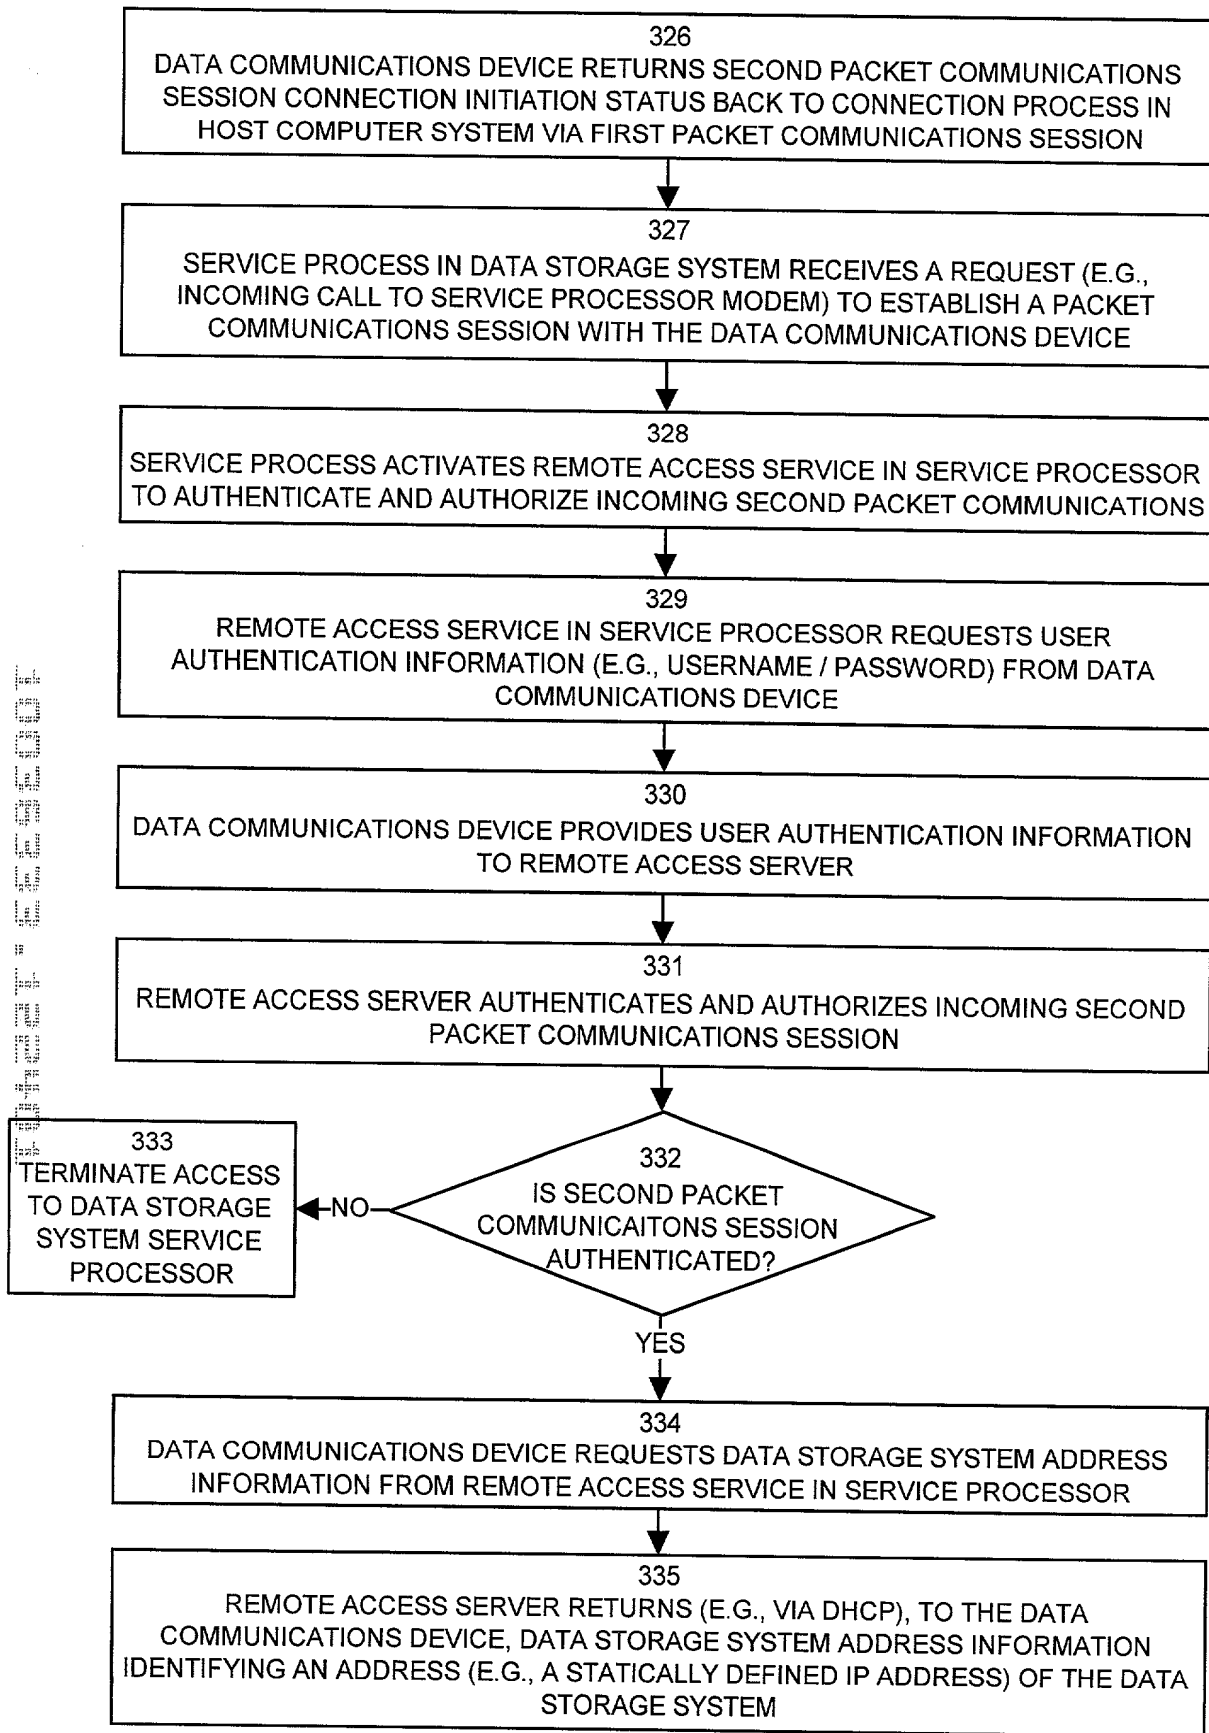 326
DATA COMMUNICATIONS DEVICE RETURNS SECOND PACKET COMMUNICATIONS
SESSION CONNECTION INITIATION STATUS BACK TO CONNECTION PROCESS IN
HOST COMPUTER SYSTEM VIA FIRST PACKET COMMUNICATIONS SESSION
327
SERVICE PROCESS IN DATA STORAGE SYSTEM RECEIVES A REQUEST (E.G.,
INCOMING CALL TO SERVICE PROCESSOR MODEM) TO ESTABLISH A PACKET
COMMUNICATIONS SESSION WITH THE DATA COMMUNICATIONS DEVICE
328
SERVICE PROCESS ACTIVATES REMOTE ACCESS SERVICE IN SERVICE PROCESSOR
TO AUTHENTICATE AND AUTHORIZE INCOMING SECOND PACKET COMMUNICATIONS
329
REMOTE ACCESS SERVICE IN SERVICE PROCESSOR REQUESTS USER
AUTHENTICATION INFORMATION (E.G., USERNAME / PASSWORD) FROM DATA
COMMUNICATIONS DEVICE
330
DATA COMMUNICATIONS DEVICE PROVIDES USER AUTHENTICATION INFORMATION
TO REMOTE ACCESS SERVER
331
REMOTE ACCESS SERVER AUTHENTICATES AND AUTHORIZES INCOMING SECOND
PACKET COMMUNICATIONS SESSION
332
IS SECOND PACKET
COMMUNICAITONS SESSION
AUTHENTICATED?
NO
333
TERMINATE ACCESS
TO DATA STORAGE
SYSTEM SERVICE
PROCESSOR
YES
334
DATA COMMUNICATIONS DEVICE REQUESTS DATA STORAGE SYSTEM ADDRESS
INFORMATION FROM REMOTE ACCESS SERVICE IN SERVICE PROCESSOR
335
REMOTE ACCESS SERVER RETURNS (E.G., VIA DHCP), TO THE DATA
COMMUNICATIONS DEVICE, DATA STORAGE SYSTEM ADDRESS INFORMATION
IDENTIFYING AN ADDRESS (E.G., A STATICALLY DEFINED IP ADDRESS) OF THE DATA
STORAGE SYSTEM